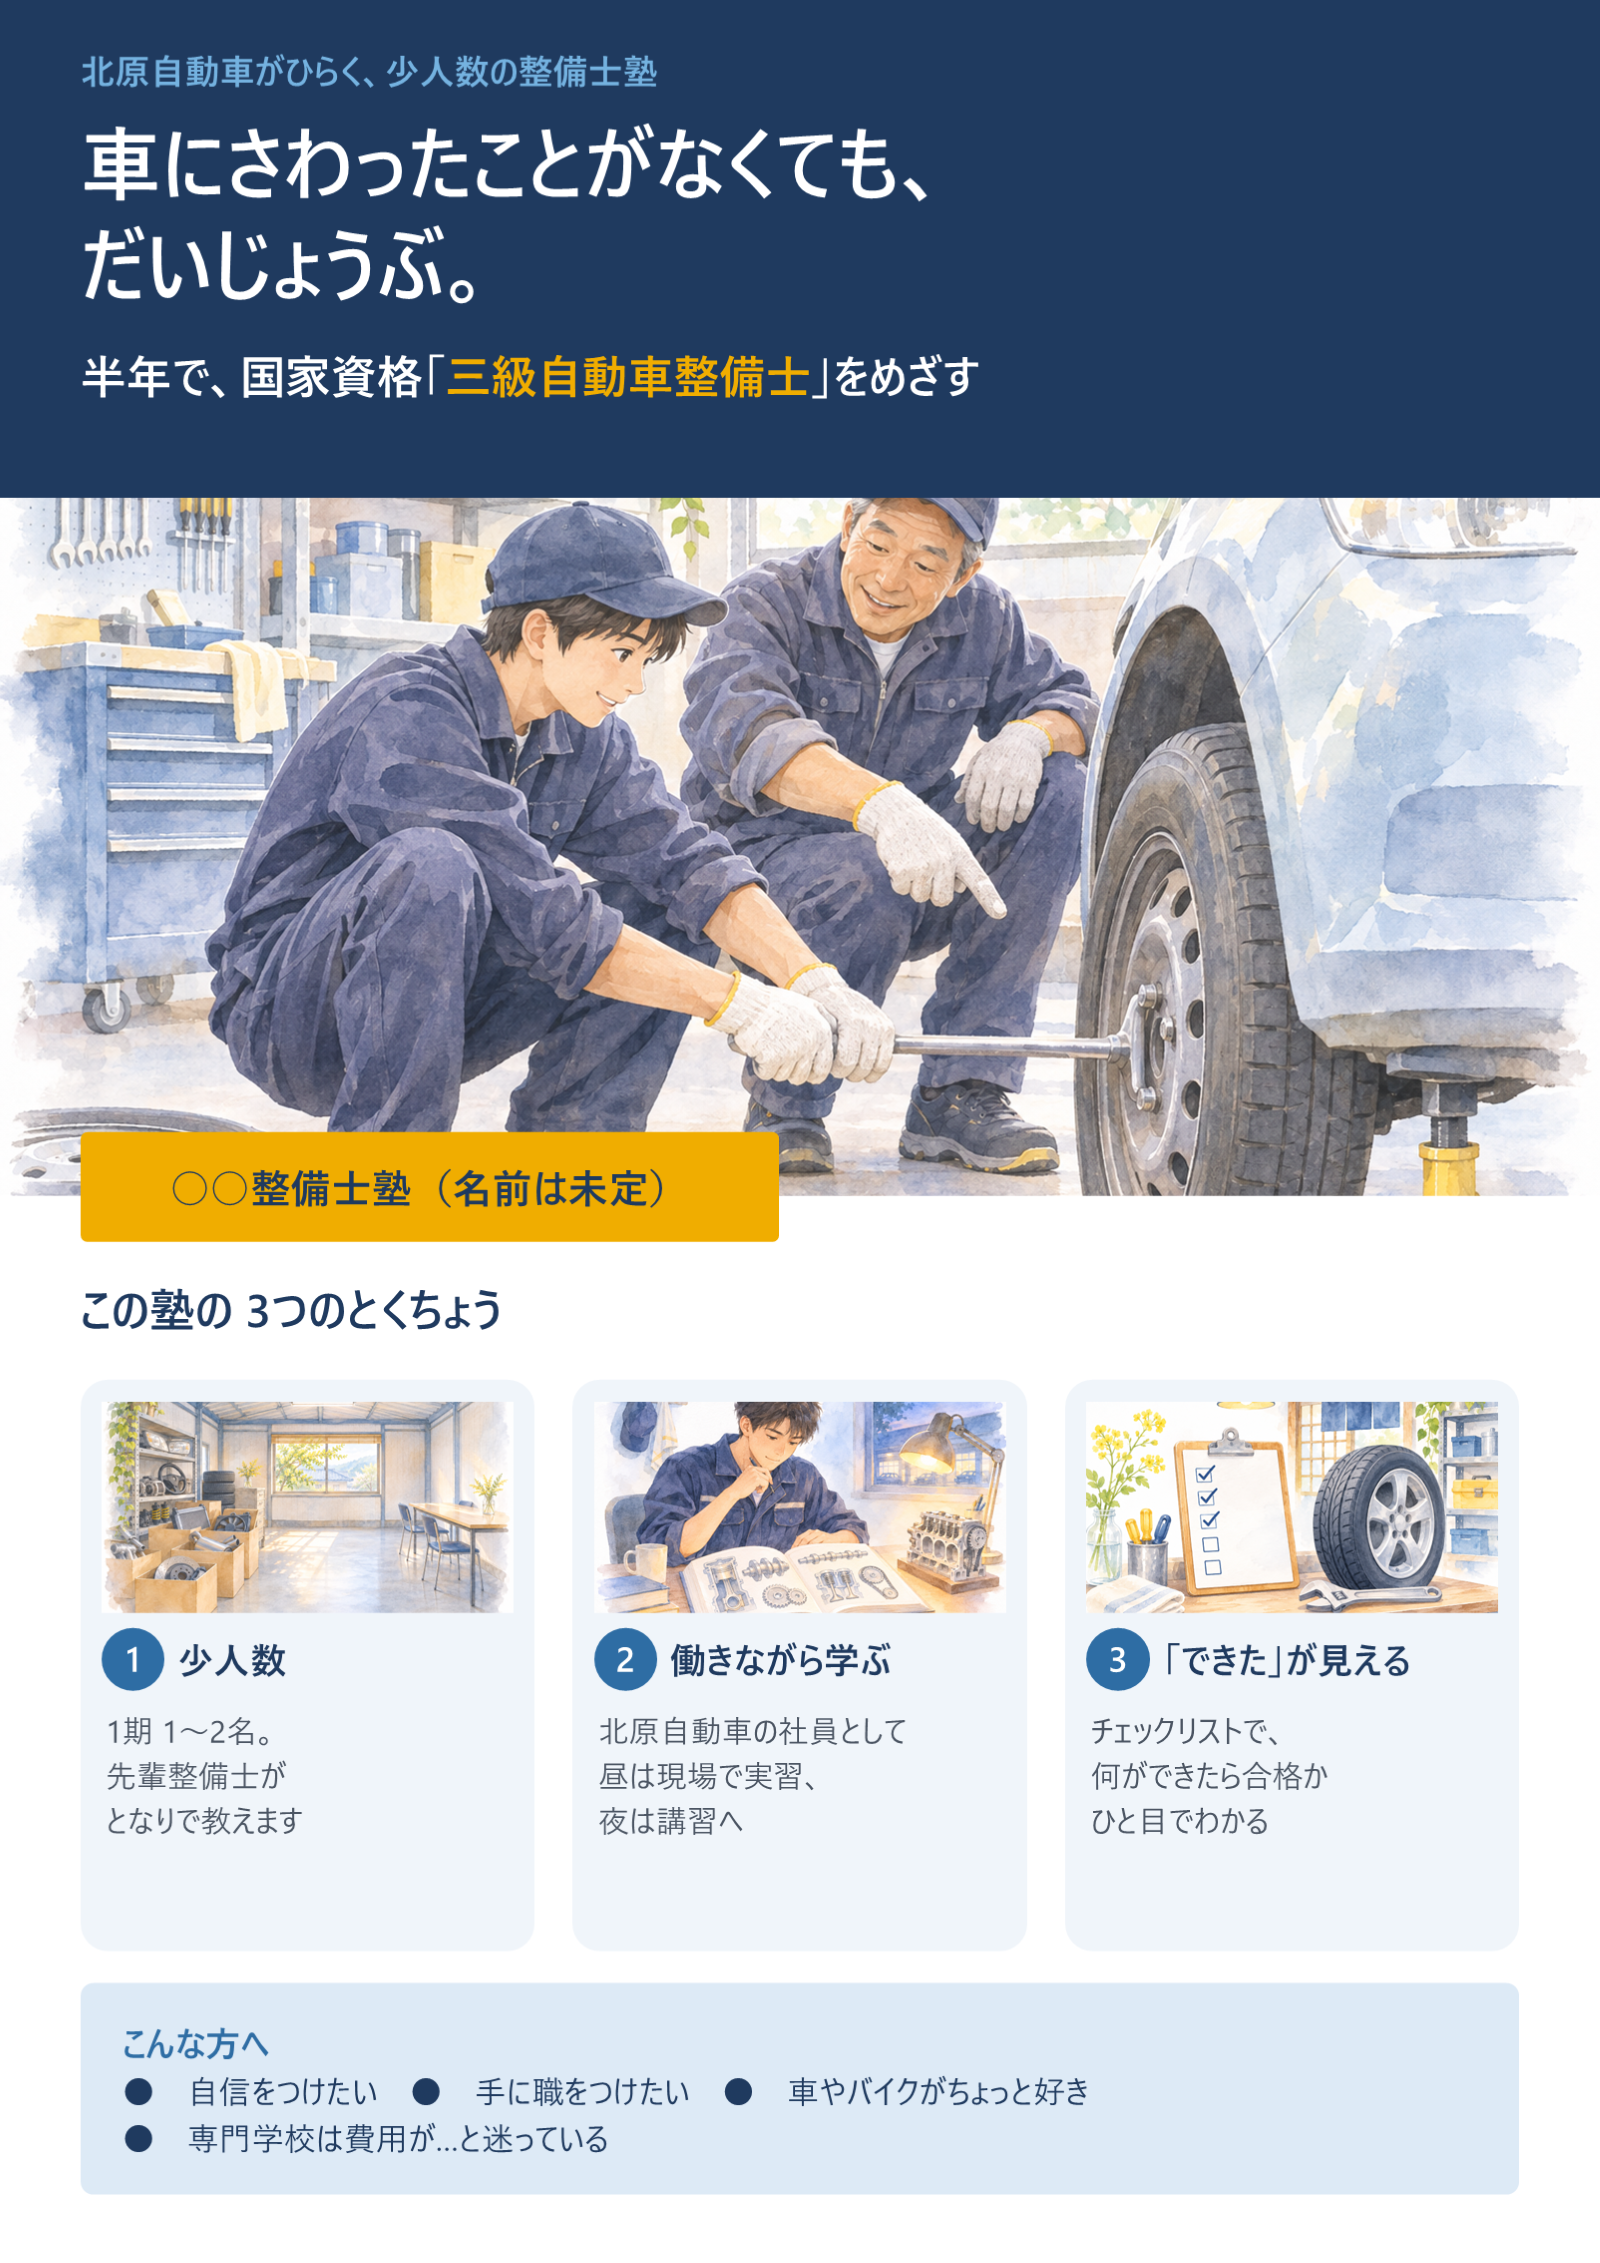 北原自動車がひらく、少人数の整備士塾
車にさわったことがなくても、
だいじょうぶ。
半年で、国家資格「三級自動車整備士」をめざす
○○整備士塾（名前は未定）
この塾の 3つのとくちょう
1 少人数
1期 1〜2名。
先輩整備士が
となりで教えます
2 働きながら学ぶ
北原自動車の社員として
昼は現場で実習、
夜は講習へ
3 「できた」が見える
チェックリストで、
何ができたら合格か
ひと目でわかる
こんな方へ
● 自信をつけたい ● 手に職をつけたい ● 車やバイクがちょっと好き
● 専門学校は費用が…と迷っている